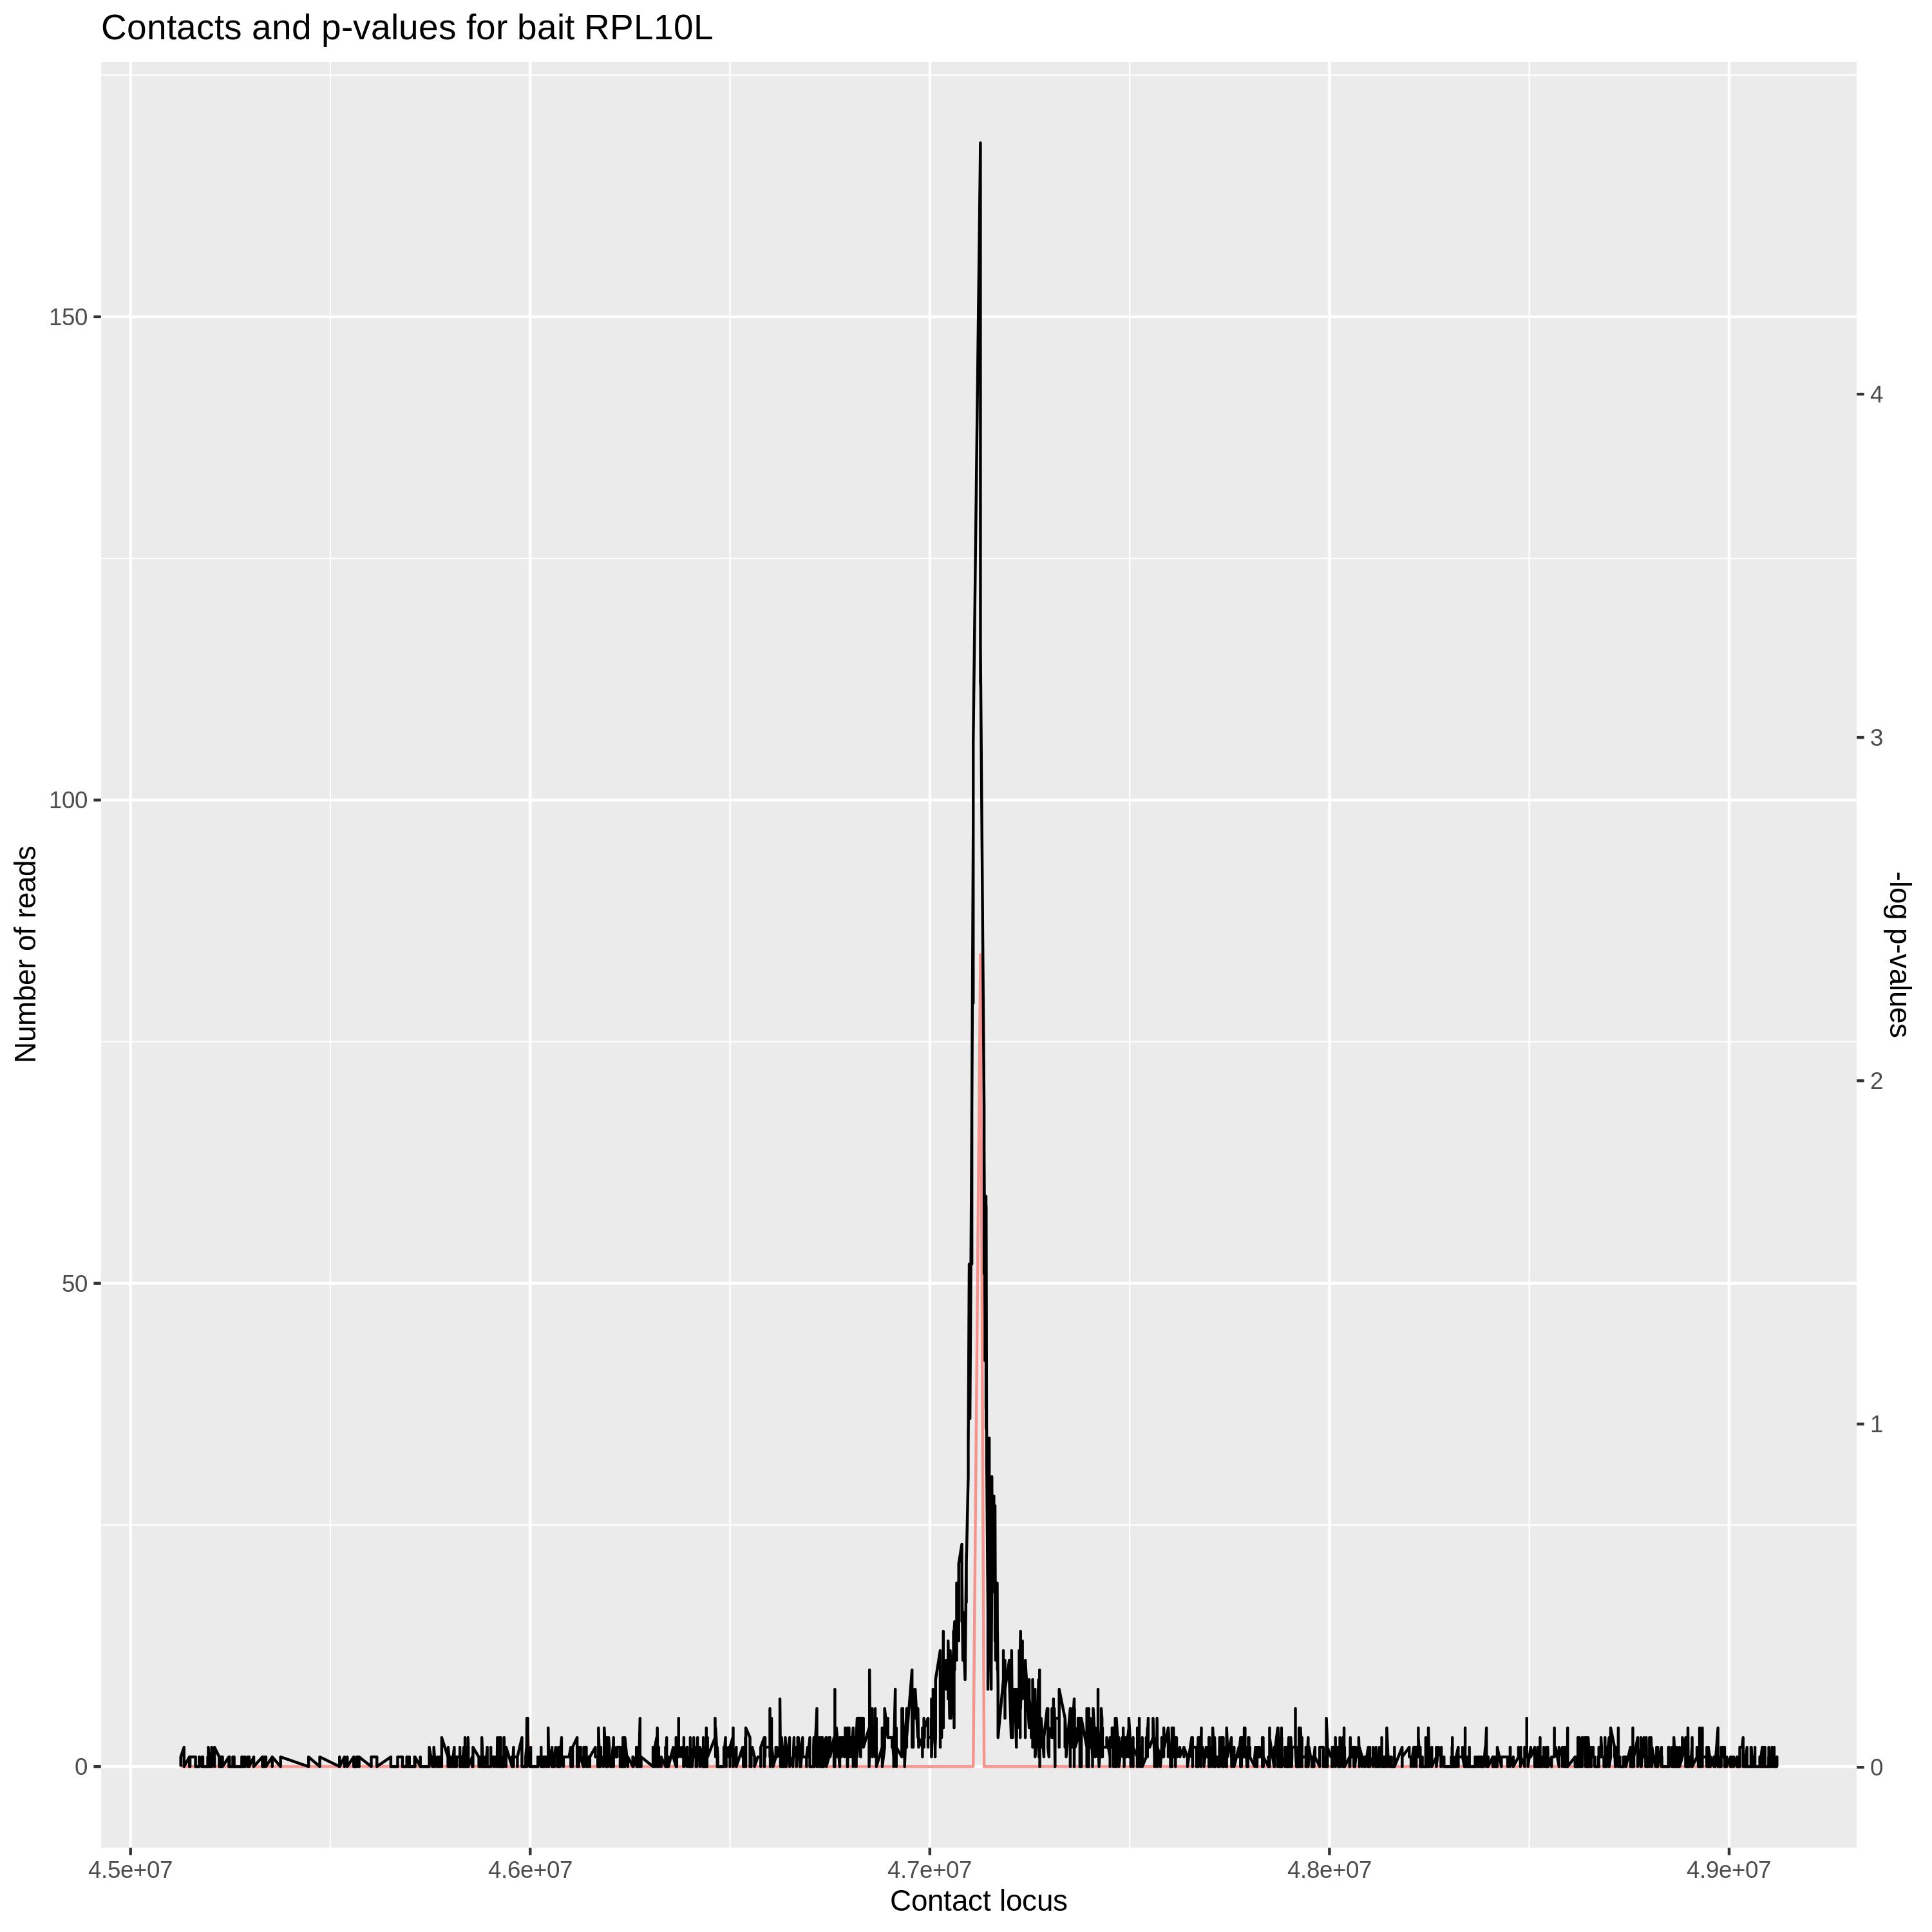 Contacts and p-values for bait RPL10L
Number of reads
150
100
50
0
4
3
2
1
0
-log p-values
4.5e+07
4.6e+07
4.7e+07
4.8e+07
4.9e+07
Contact locus